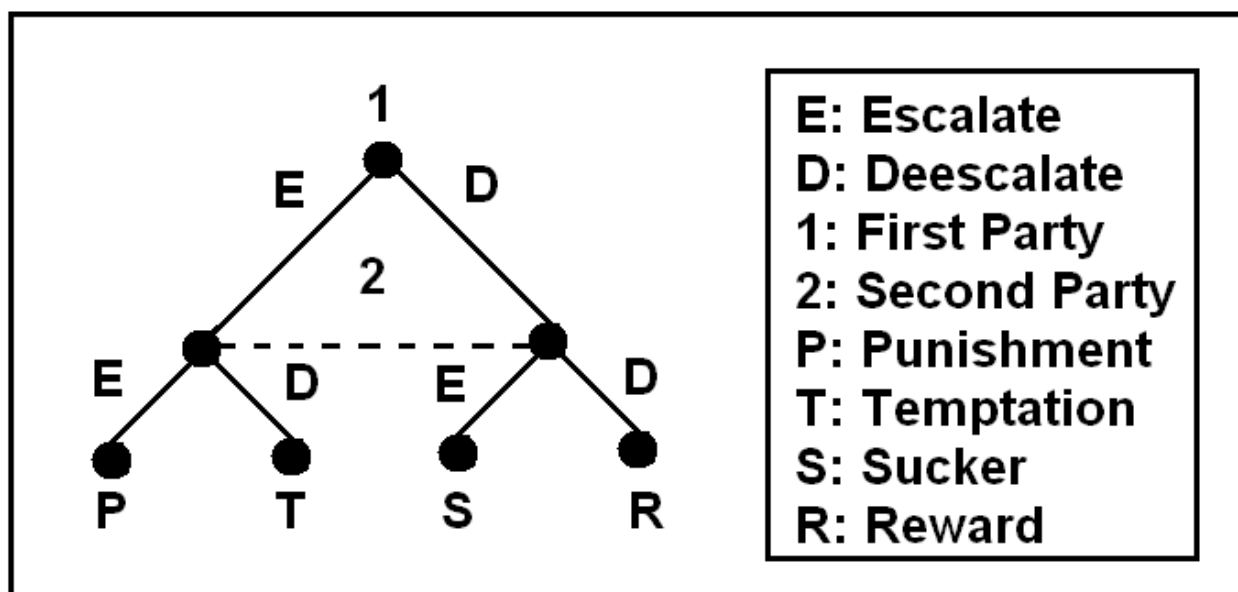 1
E D
2
E D E D
P T S R
E: Escalate
D: Deescalate
1: First Party
2: Second Party
P: Punishment
T: Temptation
S: Sucker
R: Reward